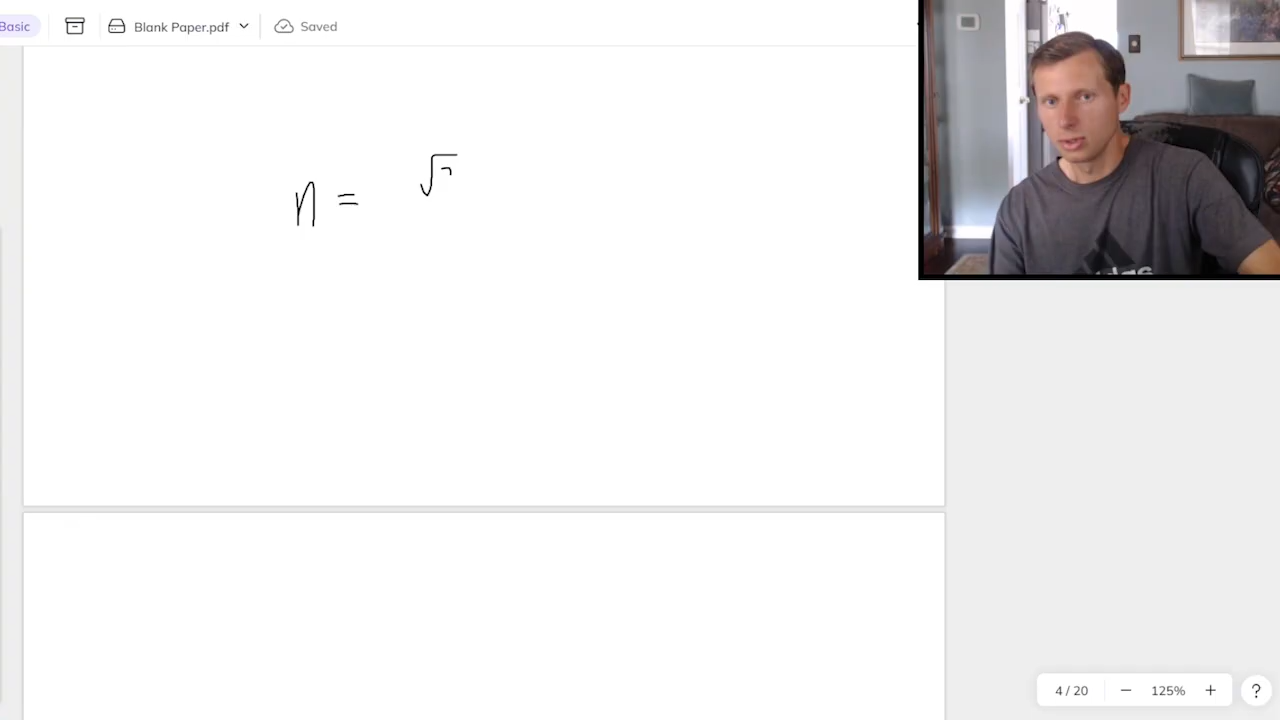 Basic Blank Paper.pdf Saved
n = √
4 / 20 − 125% + ?